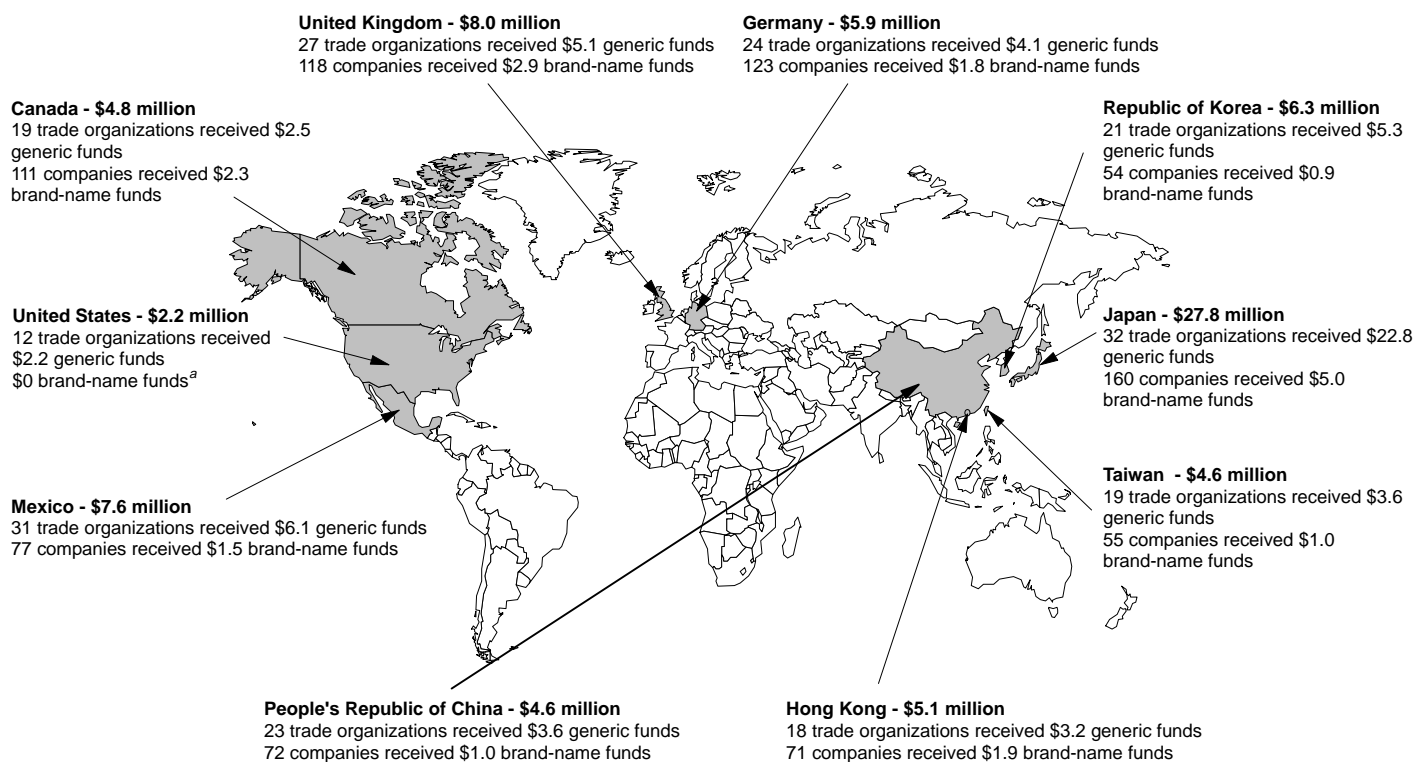 United Kingdom - $8.0 million
27 trade organizations received $5.1 generic funds
118 companies received $2.9 brand-name funds
Germany - $5.9 million
24 trade organizations received $4.1 generic funds
123 companies received $1.8 brand-name funds
Canada - $4.8 million
19 trade organizations received $2.5
generic funds
111 companies received $2.3
brand-name funds
Republic of Korea - $6.3 million
21 trade organizations received $5.3
generic funds
54 companies received $0.9
brand-name funds
United States - $2.2 million
12 trade organizations received
$2.2 generic funds
$0 brand-name funds a
Japan - $27.8 million
32 trade organizations received $22.8
generic funds
160 companies received $5.0
brand-name funds
Mexico - $7.6 million
31 trade organizations received $6.1 generic funds
77 companies received $1.5 brand-name funds
Taiwan - $4.6 million
19 trade organizations received $3.6
generic funds
55 companies received $1.0
brand-name funds
People's Republic of China - $4.6 million
23 trade organizations received $3.6 generic funds
72 companies received $1.0 brand-name funds
Hong Kong - $5.1 million
18 trade organizations received $3.2 generic funds
71 companies received $1.9 brand-name funds